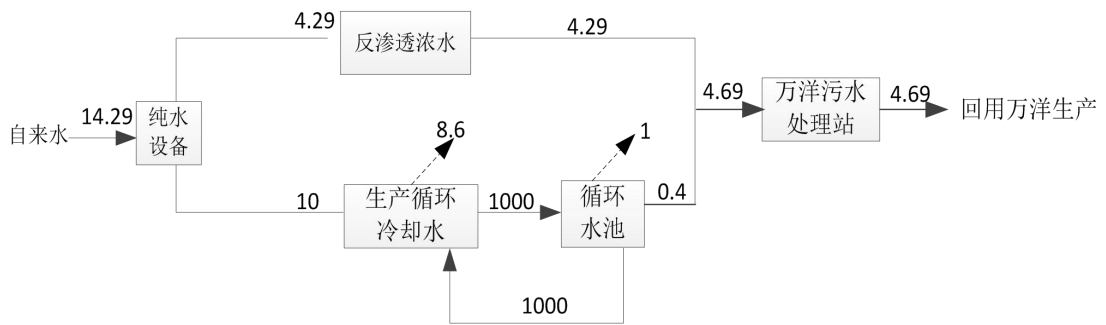 4.29
反渗透浓水
4.29
自来水
14.29
纯水
设备
4.69
万洋污水
处理站
4.69
回用万洋生产
8.6
1
10
生产循环
冷却水
1000
循环
水池
0.4
1000